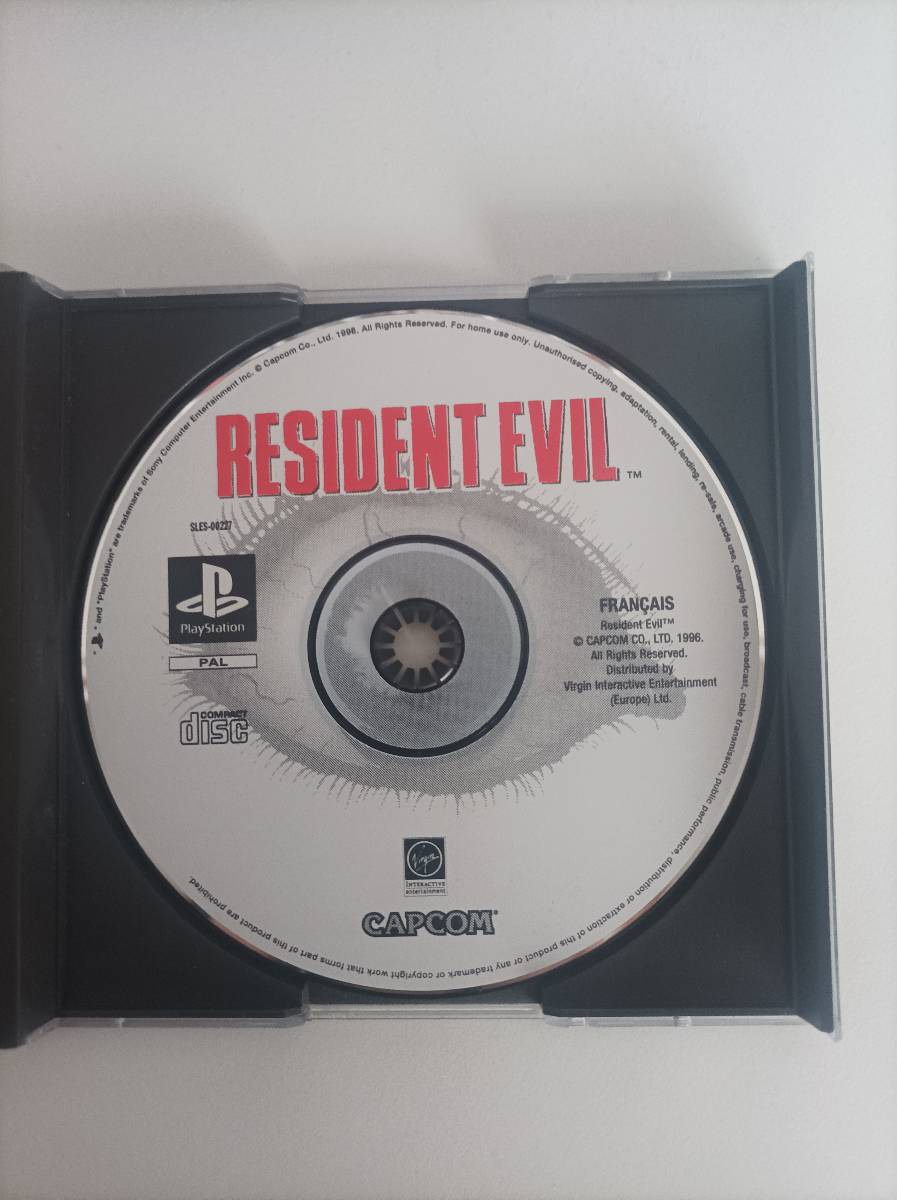 " and "PlayStation" are trademarks of Sony Computer Entertainment Inc. © Capcom Co., Ltd. 1996. All Rights Reserved. For home use only. Unauthorised copying, adaptation, rental, lending, re-sale, arcade use, charging for use, broadcast, cable transmission, public performance, distribution or extraction of this product or any trademark or copyright work that forms part of this product are prohibited.
RESIDENT EVIL™
SLES-00227
PlayStation
PAL
COMPACT
disc
FRANÇAIS
Resident Evil™
© CAPCOM CO., LTD, 1996.
All Rights Reserved.
Distributed by
Virgin Interactive Entertainment
(Europe) Ltd.
Virgin
INTERACTIVE
entertainment
CAPCOM®